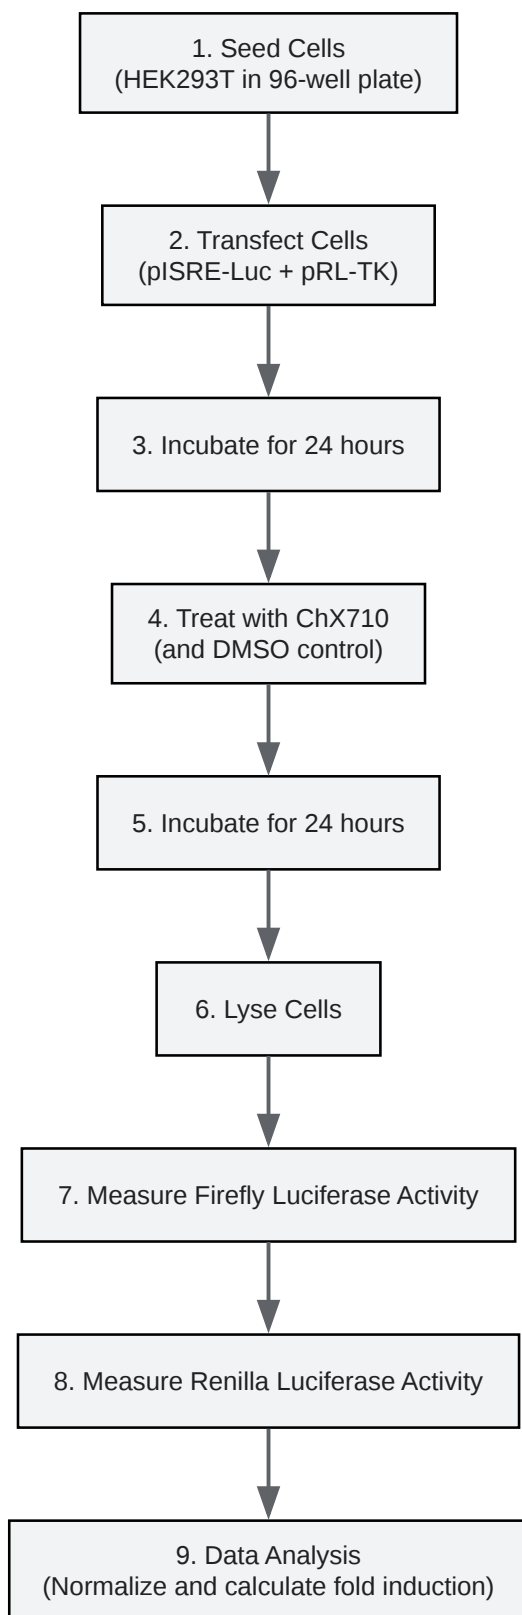 1. Seed Cells
(HEK293T in 96-well plate)
2. Transfect Cells
(pISRE-Luc + pRL-TK)
3. Incubate for 24 hours
4. Treat with ChX710
(and DMSO control)
5. Incubate for 24 hours
6. Lyse Cells
7. Measure Firefly Luciferase Activity
8. Measure Renilla Luciferase Activity
9. Data Analysis
(Normalize and calculate fold induction)